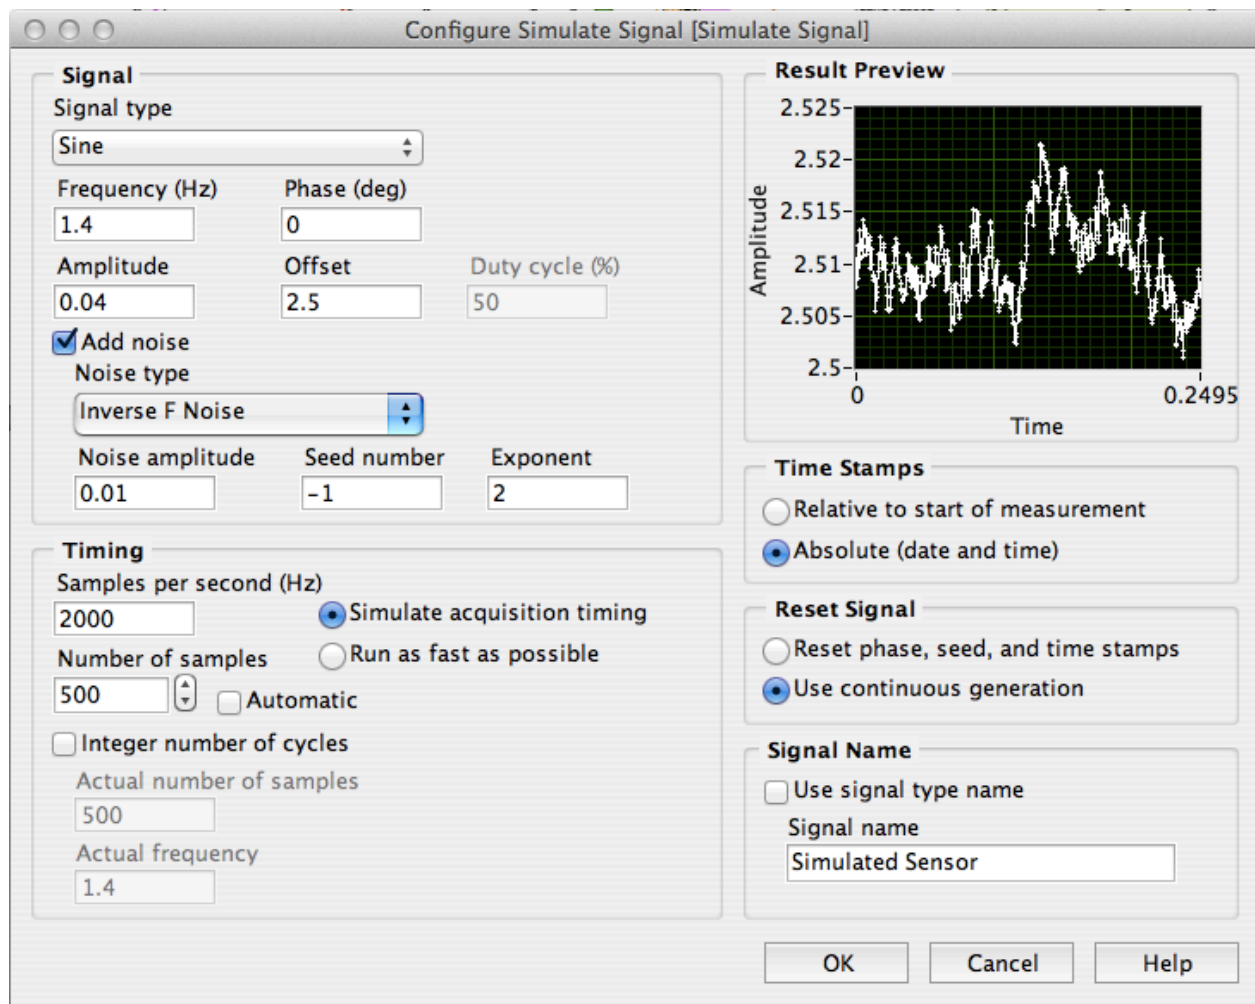 Configure Simulate Signal [Simulate Signal]
Signal
Signal type
Sine
Frequency (Hz) Phase (deg)
1.4 0
Amplitude Offset Duty cycle (%)
0.04 2.5 50
Add noise
Noise type
Inverse F Noise
Noise amplitude Seed number Exponent
0.01 -1 2
Timing
Samples per second (Hz)
2000
Simulate acquisition timing
Run as fast as possible
Number of samples
500
Automatic
Integer number of cycles
Actual number of samples
500
Actual frequency
1.4
Result Preview
2.525
2.52
2.515
2.51
2.505
2.5
Amplitude
0 0.2495
Time
Time Stamps
Relative to start of measurement
Absolute (date and time)
Reset Signal
Reset phase, seed, and time stamps
Use continuous generation
Signal Name
Use signal type name
Signal name
Simulated Sensor
OK Cancel Help